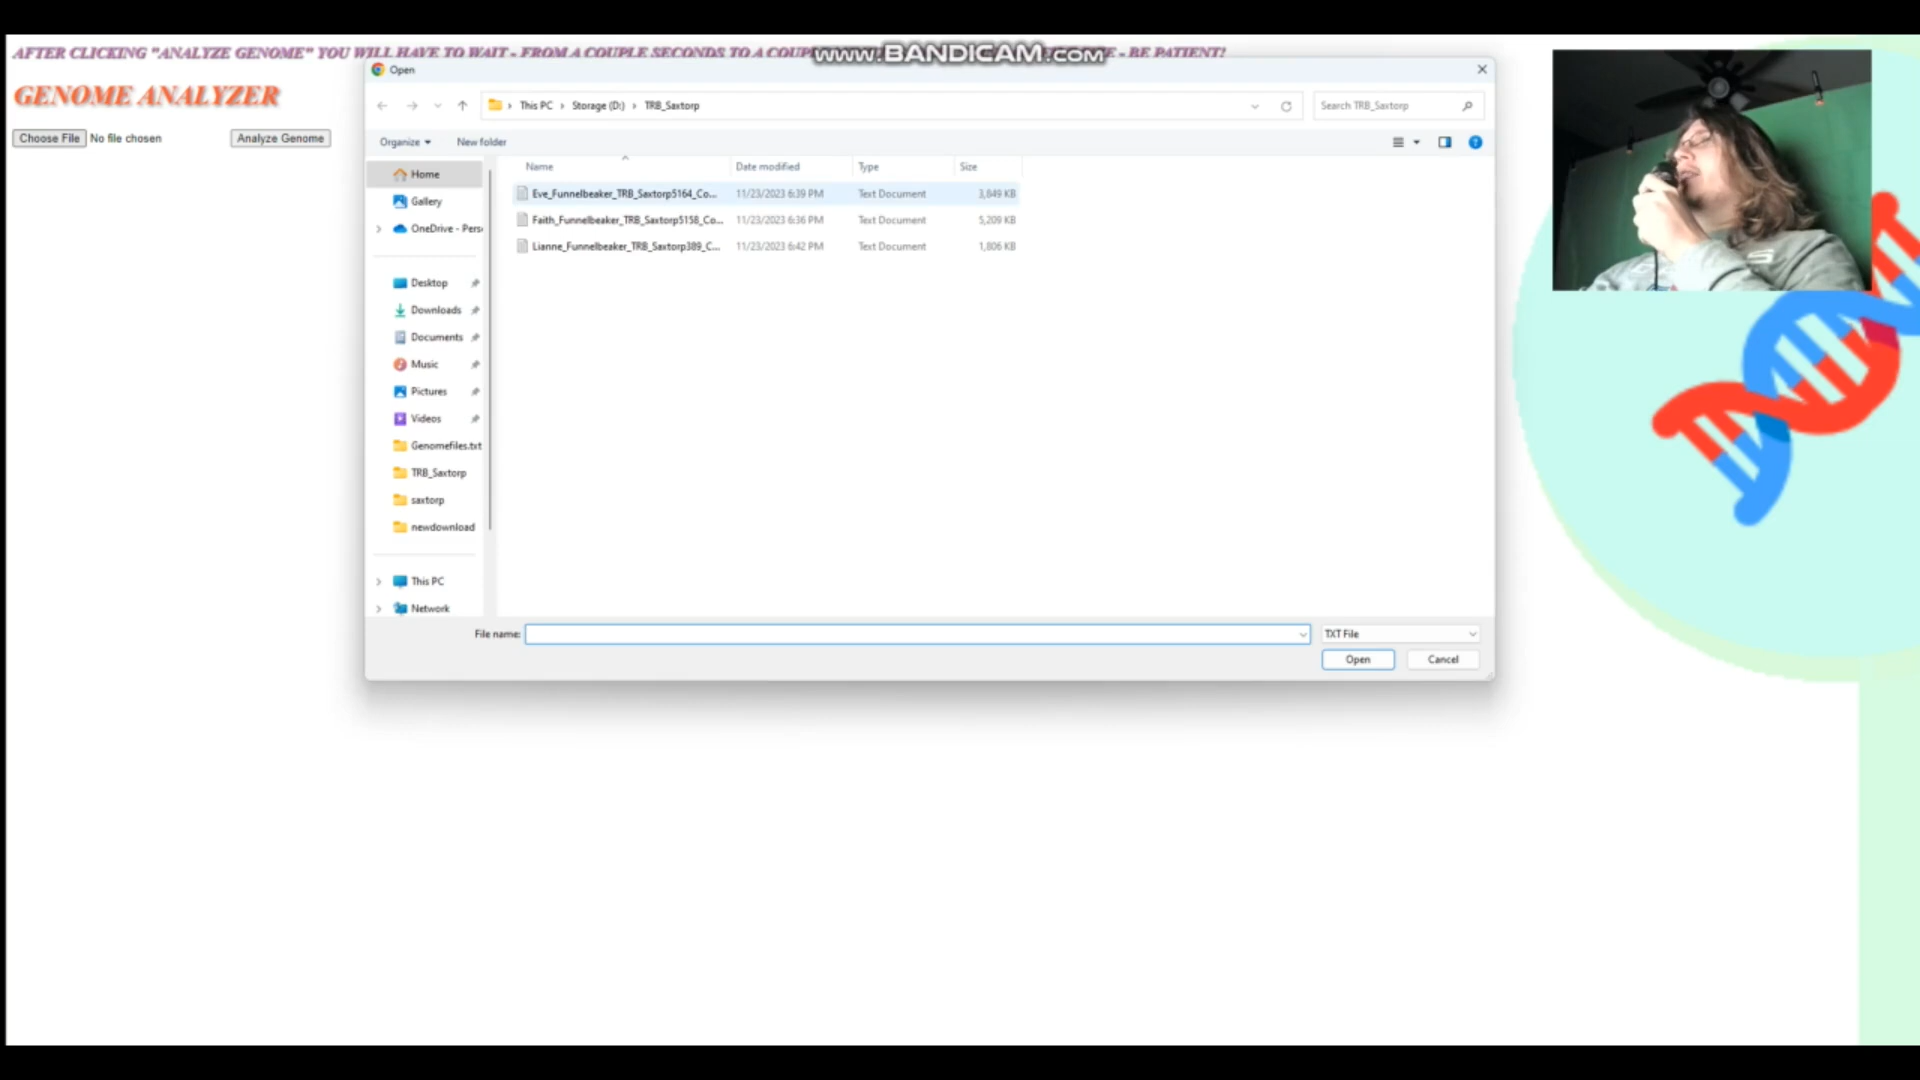 AFTER CLICKING "ANALYZE GENOME" YOU WILL HAVE TO WAIT - FROM A COUPLE SECONDS TO A COUP
E - BE PATIENT!
www.BANDICAM.com
GENOME ANALYZER
Choose File No file chosen
Analyze Genome
Open
This PC > Storage (D:) > TRB_Saxtorp
Search TRB_Saxtorp
Organize
New folder
Name Date modified Type Size
Eve_Funnelbeaker_TRB_Saxtorp5164_Co... 11/23/2023 6:39 PM Text Document 3,849 KB
Faith_Funnelbeaker_TRB_Saxtorp5158_Co... 11/23/2023 6:36 PM Text Document 5,209 KB
Lianne_Funnelbeaker_TRB_Saxtorp389_C... 11/23/2023 6:42 PM Text Document 1,806 KB
Home
Gallery
OneDrive - Pers
Desktop
Downloads
Documents
Music
Pictures
Videos
Genomefiles.txt
TRB_Saxtorp
saxtorp
newdownload
This PC
Network
File name:
TXT File
Open
Cancel